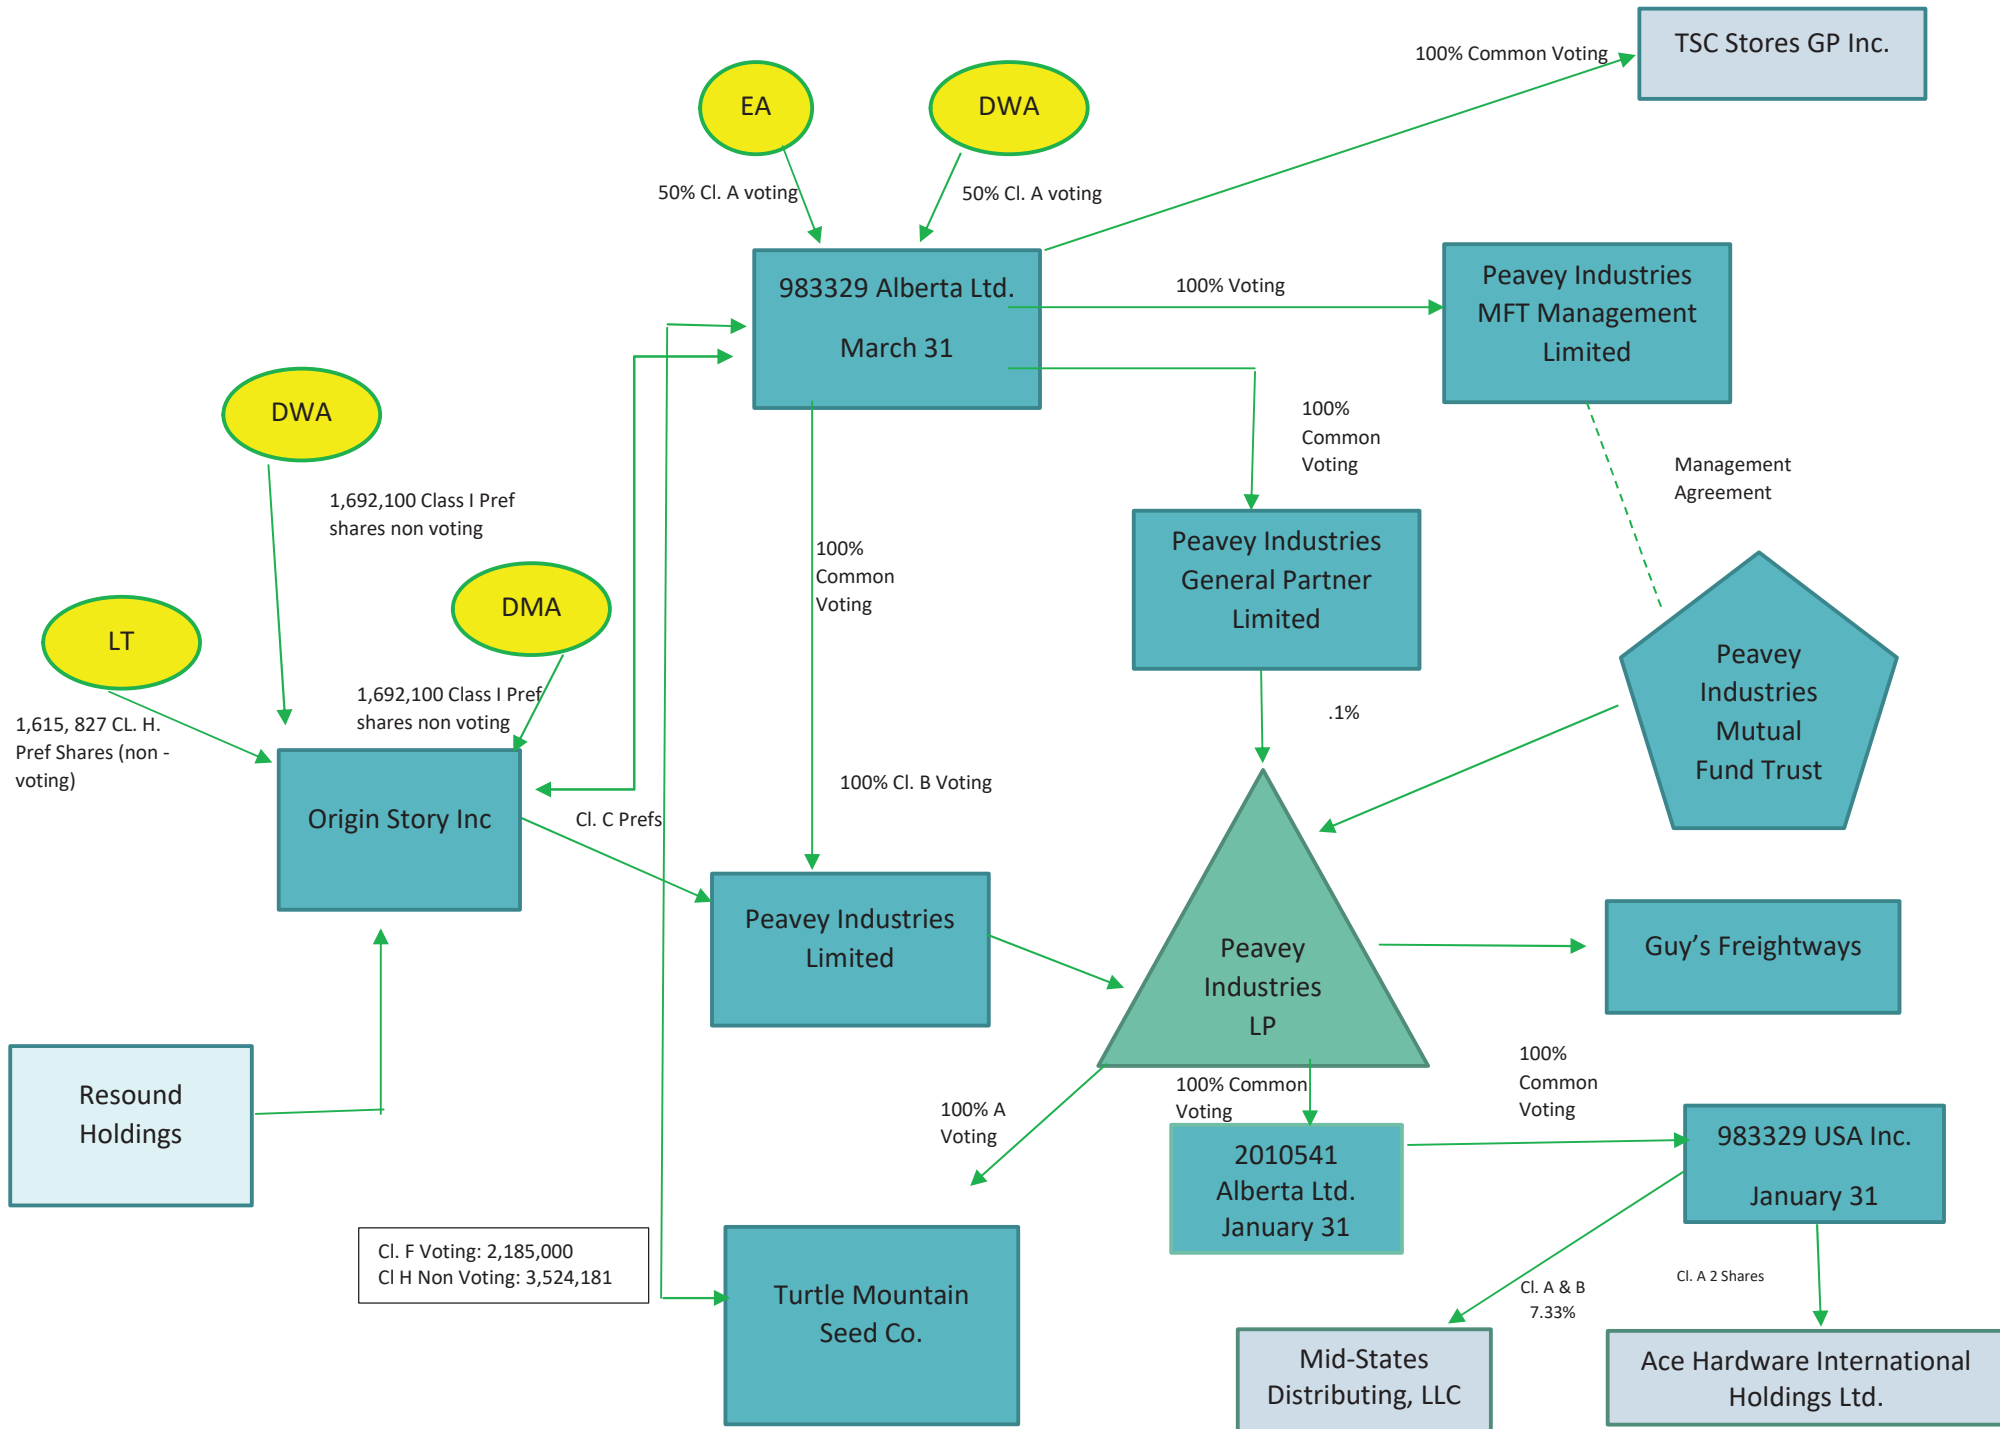 TSC Stores GP Inc.
100% Common Voting
EA
DWA
50% Cl. A voting
50% Cl. A voting
983329 Alberta Ltd.
March 31
100% Voting
Peavey Industries
MFT Management
Limited
DWA
100%
Common
Voting
Management
Agreement
1,692,100 Class I Pref
shares non voting
100%
Common
Voting
Peavey Industries
General Partner
Limited
DMA
LT
Peavey
Industries
Mutual
Fund Trust
1,692,100 Class I Pref
shares non voting
.1%
1,615, 827 CL. H.
Pref Shares (non -
voting)
100% Cl. B Voting
Origin Story Inc
Cl. C Prefs
Peavey Industries
Limited
Peavey
Industries
LP
Guy’s Freightways
Resound
Holdings
100% A
Voting
100% Common
Voting
100%
Common
Voting
2010541
Alberta Ltd.
January 31
983329 USA Inc.
January 31
Cl. F Voting: 2,185,000
Cl H Non Voting: 3,524,181
Turtle Mountain
Seed Co.
Cl. A & B
7.33%
Cl. A 2 Shares
Mid-States
Distributing, LLC
Ace Hardware International
Holdings Ltd.